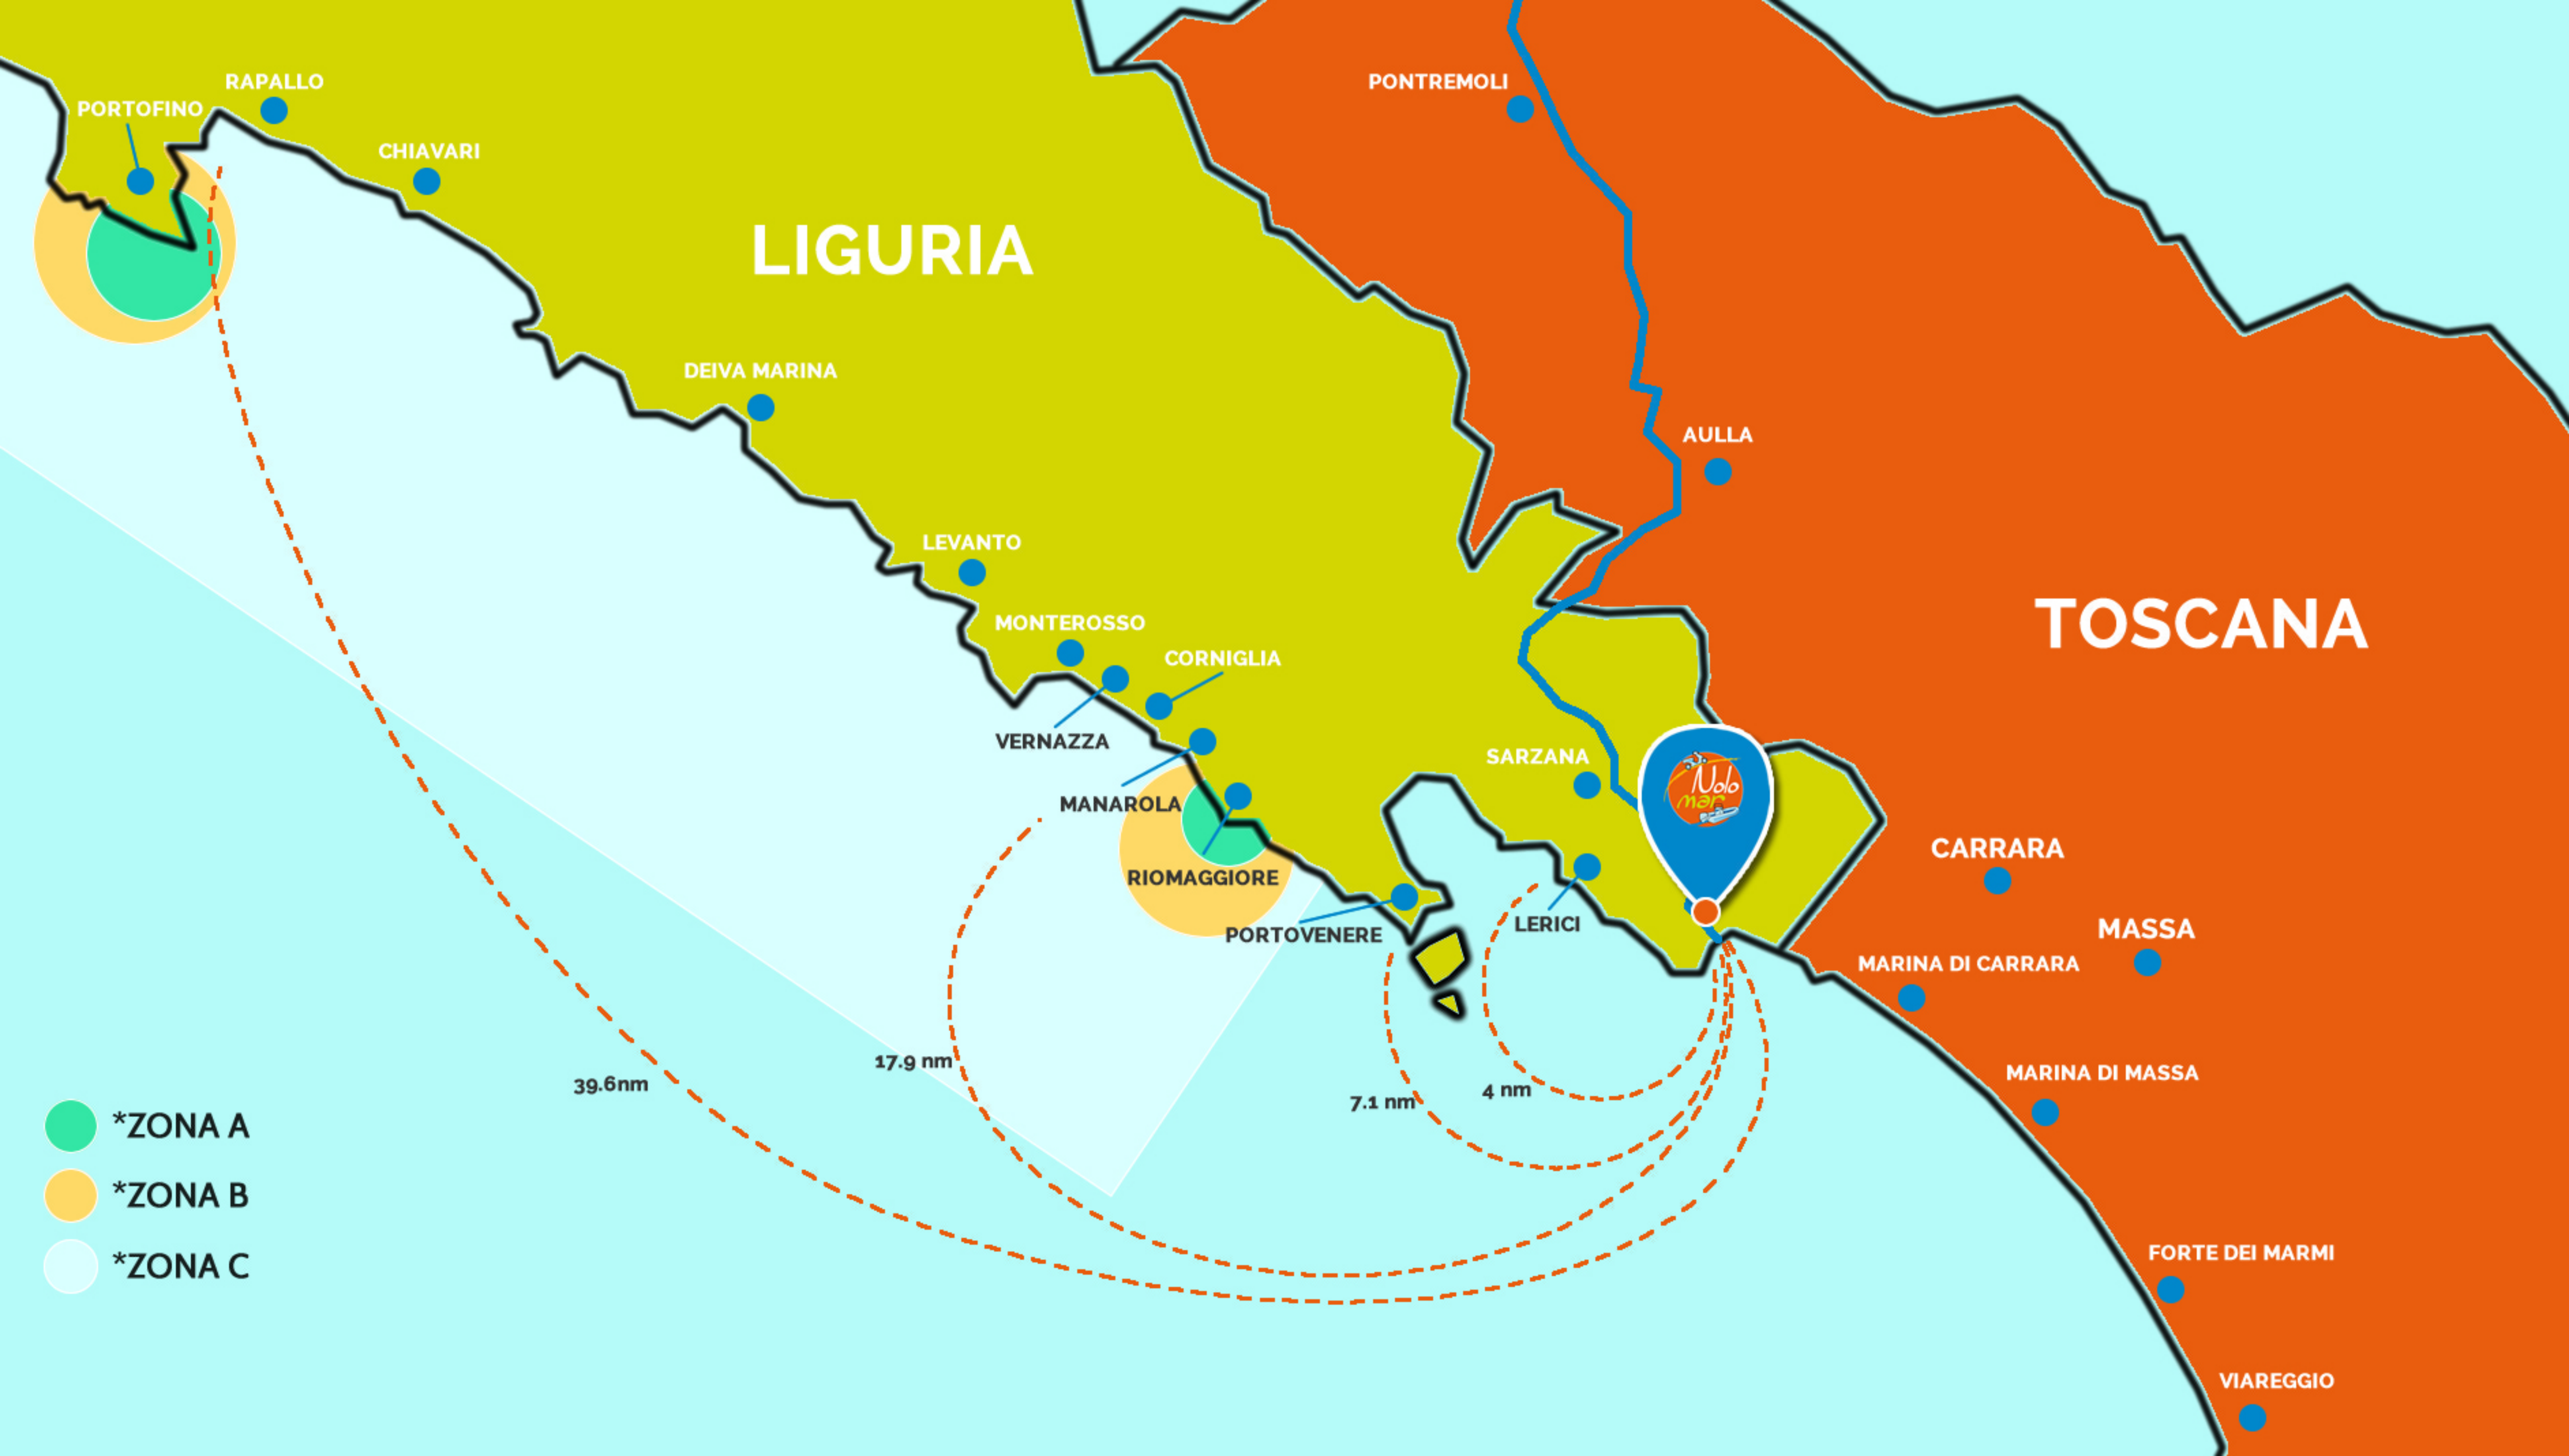 RAPALLO
PONTREMOLI
PORTOFINO
CHIAVARI
LIGURIA
DEIVA MARINA
AULLA
LEVANTO
MONTEROSSO
TOSCANA
CORNIGLIA
VERNAZZA
SARZANA
Nolo
mar
MANAROLA
CARRARA
RIOMAGGIORE
LERICI
MASSA
PORTOVENERE
MARINA DI CARRARA
17.9 nm
MARINA DI MASSA
39.6nm
4 nm
7.1 nm
*ZONA A
*ZONA B
FORTE DEI MARMI
*ZONA C
VIAREGGIO